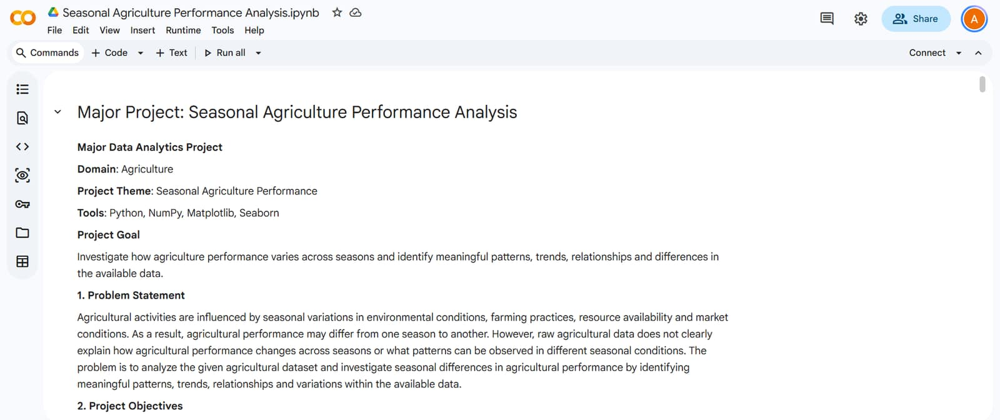 Seasonal Agriculture Performance Analysis.ipynb
File Edit View Insert Runtime Tools Help
Share
A
Commands + Code + Text Run all
Connect
Major Project: Seasonal Agriculture Performance Analysis
Major Data Analytics Project
Domain: Agriculture
Project Theme: Seasonal Agriculture Performance
Tools: Python, NumPy, Matplotlib, Seaborn
Project Goal
Investigate how agriculture performance varies across seasons and identify meaningful patterns, trends, relationships and differences in
the available data.
1. Problem Statement
Agricultural activities are influenced by seasonal variations in environmental conditions, farming practices, resource availability and market
conditions. As a result, agricultural performance may differ from one season to another. However, raw agricultural data does not clearly
explain how agricultural performance changes across seasons or what patterns can be observed in different seasonal conditions. The
problem is to analyze the given agricultural dataset and investigate seasonal differences in agricultural performance by identifying
meaningful patterns, trends, relationships and variations within the available data.
2. Project Objectives